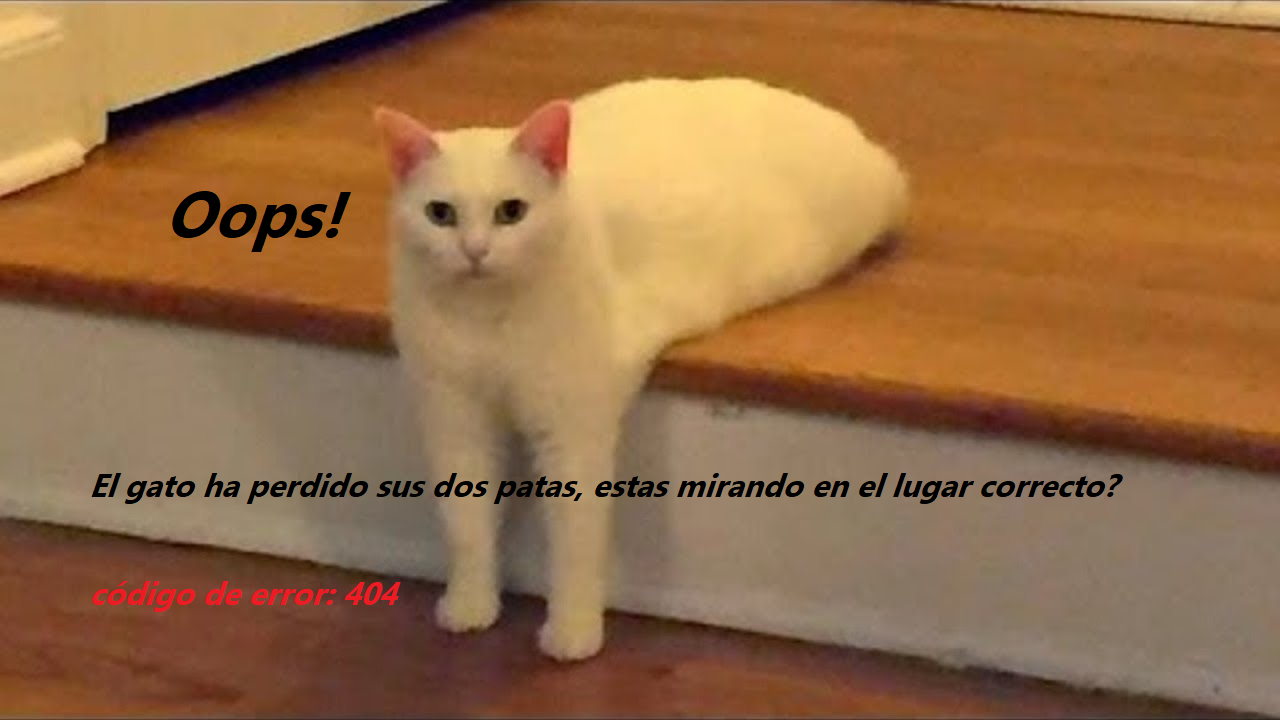 Oops!
El gato ha perdido sus dos patas, estas mirando en el lugar correcto?
código de error: 404